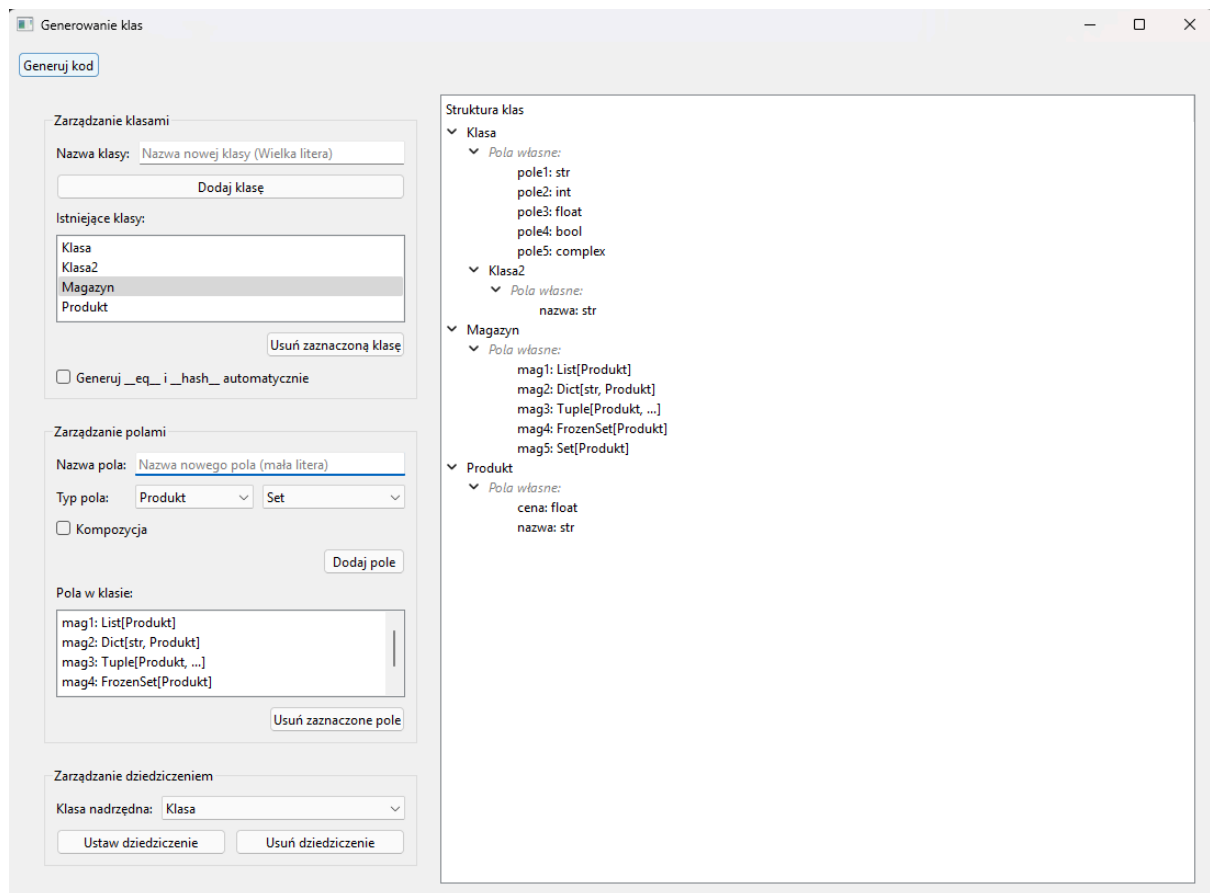 Generowanie klas
Generuj kod
Zarządzanie klasami
Nazwa klasy: Nazwa nowej klasy (Wielka litera)
Dodaj klasę
Istniejące klasy:
Klasa
Klasa2
Magazyn
Produkt
Usuń zaznaczoną klasę
Generuj __eq__ i __hash__ automatycznie
Zarządzanie polami
Nazwa pola: Nazwa nowego pola (mała litera)
Typ pola: Produkt Set
Kompozycja
Dodaj pole
Pola w klasie:
mag1: List[Produkt]
mag2: Dict[str, Produkt]
mag3: Tuple[Produkt, ...]
mag4: FrozenSet[Produkt]
Usuń zaznaczone pole
Zarządzanie dziedziczeniem
Klasa nadrzędna: Klasa
Ustaw dziedziczenie Usuń dziedziczenie
Struktura klas
Klasa
Pola własne:
pole1: str
pole2: int
pole3: float
pole4: bool
pole5: complex
Klasa2
Pola własne:
nazwa: str
Magazyn
Pola własne:
mag1: List[Produkt]
mag2: Dict[str, Produkt]
mag3: Tuple[Produkt, ...]
mag4: FrozenSet[Produkt]
mag5: Set[Produkt]
Produkt
Pola własne:
cena: float
nazwa: str